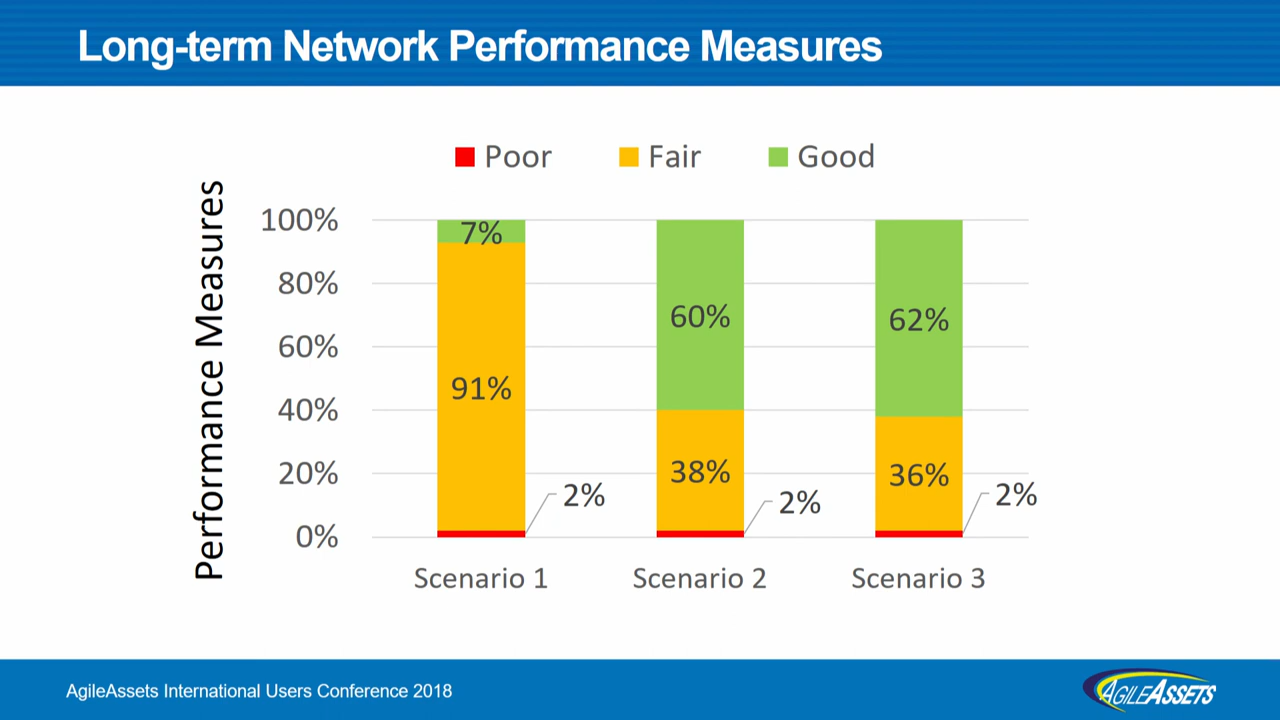 Long-term Network Performance Measures
Poor Fair Good
Performance Measures
100%
80%
60%
40%
20%
0%
7%
91%
2%
60%
38%
2%
62%
36%
2%
Scenario 1 Scenario 2 Scenario 3
AgileAssets International Users Conference 2018
AGILEASSETS